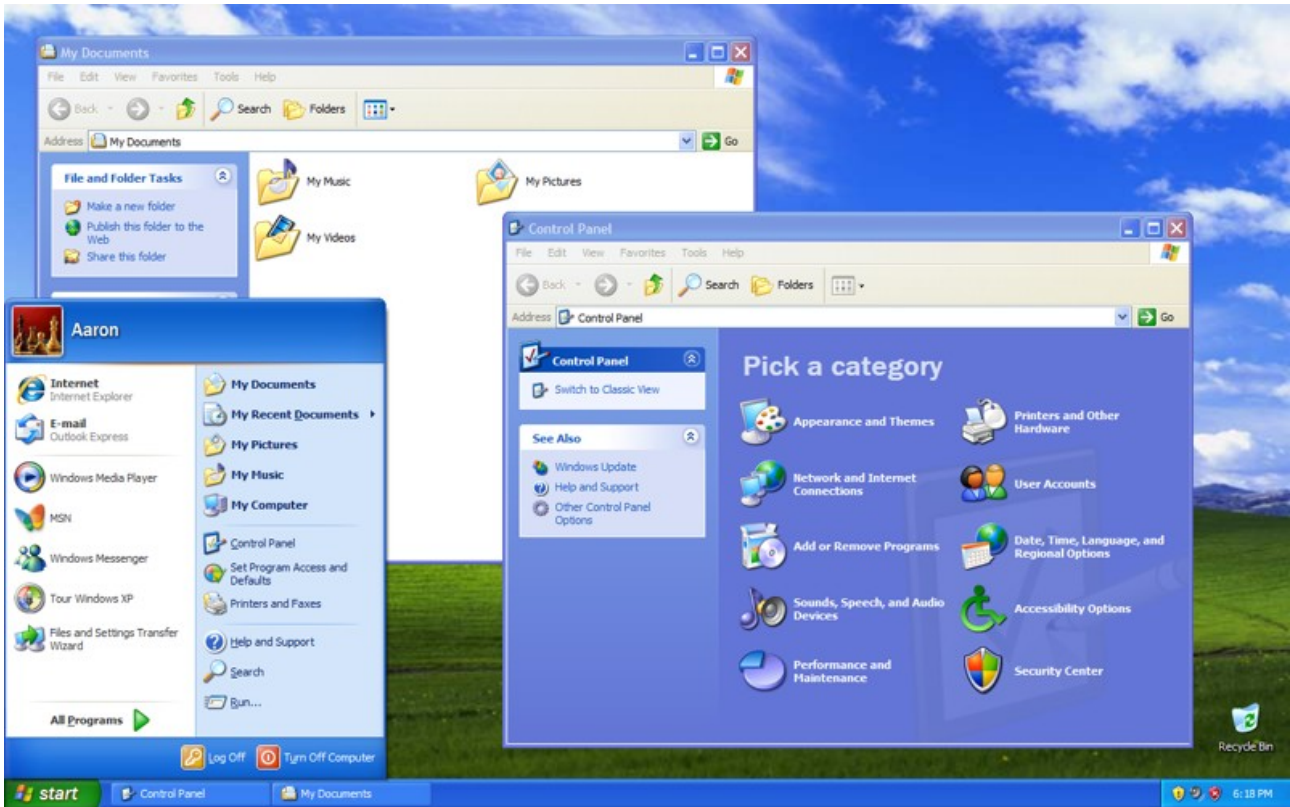 My Documents
File Edit View Favorites Tools Help
Back Search Folders
Address My Documents Go
File and Folder Tasks
Make a new folder
Publish this folder to the
Web
Share this folder
My Music
My Pictures
My Videos
Control Panel
File Edit View Favorites Tools Help
Back Search Folders
Address Control Panel Go
Control Panel
Switch to Classic View
See Also
Windows Update
Help and Support
Other Control Panel
Options
Pick a category
Appearance and Themes
Printers and Other
Hardware
Network and Internet
Connections
User Accounts
Add or Remove Programs
Date, Time, Language, and
Regional Options
Sounds, Speech, and Audio
Devices
Accessibility Options
Performance and
Maintenance
Security Center
Aaron
Internet
Internet Explorer
E-mail
Outlook Express
Windows Media Player
MSN
Windows Messenger
Tour Windows XP
Files and Settings Transfer
Wizard
All Programs
My Documents
My Recent Documents
My Pictures
My Music
My Computer
Control Panel
Set Program Access and
Defaults
Printers and Faxes
Help and Support
Search
Run...
Log Off
Turn Off Computer
Recycle Bin
start
Control Panel
My Documents
6:18 PM